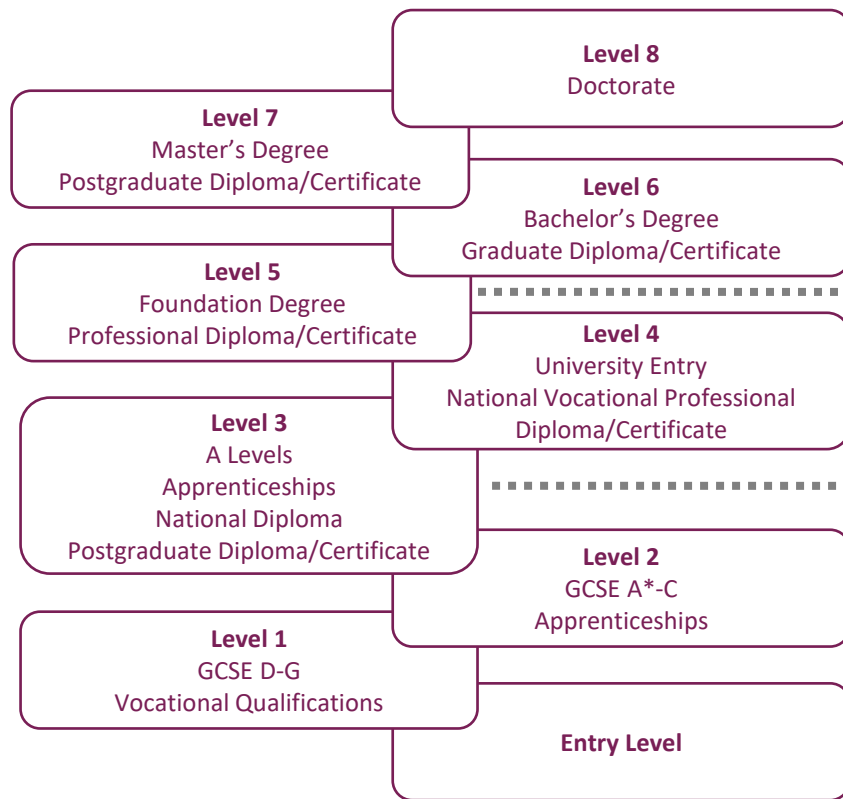 Level 8
Doctorate
Level 7
Master's Degree
Postgraduate Diploma/Certificate
Level 6
Bachelor's Degree
Graduate Diploma/Certificate
Level 5
Foundation Degree
Professional Diploma/Certificate
Level 4
University Entry
National Vocational Professional
Diploma/Certificate
Level 3
A Levels
Apprenticeships
National Diploma
Postgraduate Diploma/Certificate
Level 2
GCSE A*-C
Apprenticeships
Level 1
GCSE D-G
Vocational Qualifications
Entry Level